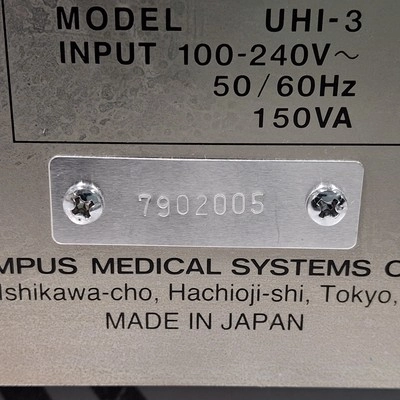 MODEL UHI-3
INPUT 100-240V~
50/60Hz
150VA
7902005
MPUS MEDICAL SYSTEMS C
Ishikawa-cho, Hachioji-shi, Tokyo,
MADE IN JAPAN